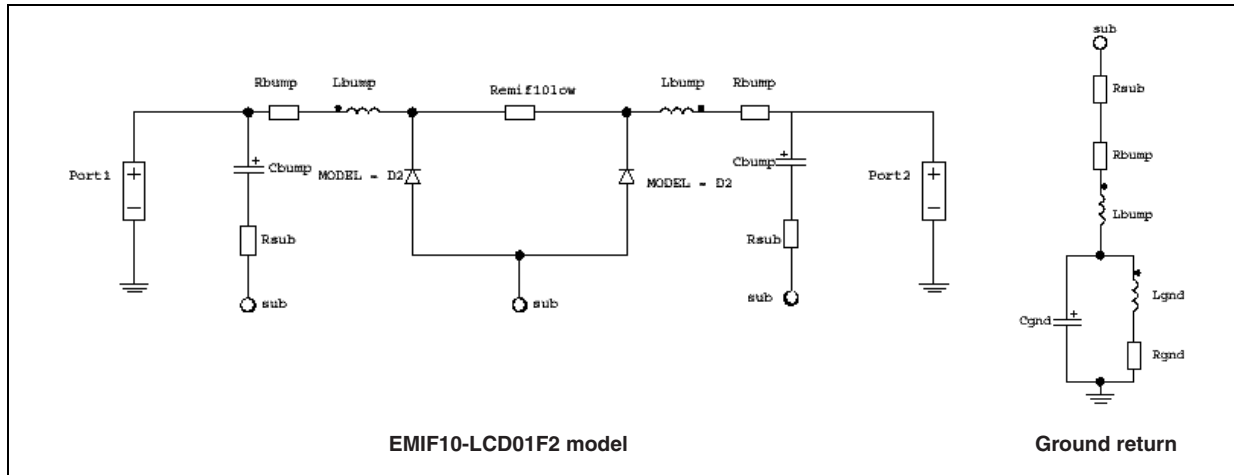 Rbump
Lbump
Remif10low
Lbump
Rbump
Port1
+
−
+
Cbump
MODEL = D2
MODEL = D2
+
Cbump
Port2
+
−
Rsub
sub
sub
Rsub
sub
EMIF10-LCD01F2 model
sub
Rsub
Rbump
Lbump
Lgnd
Cgnd
+
Rgnd
Ground return